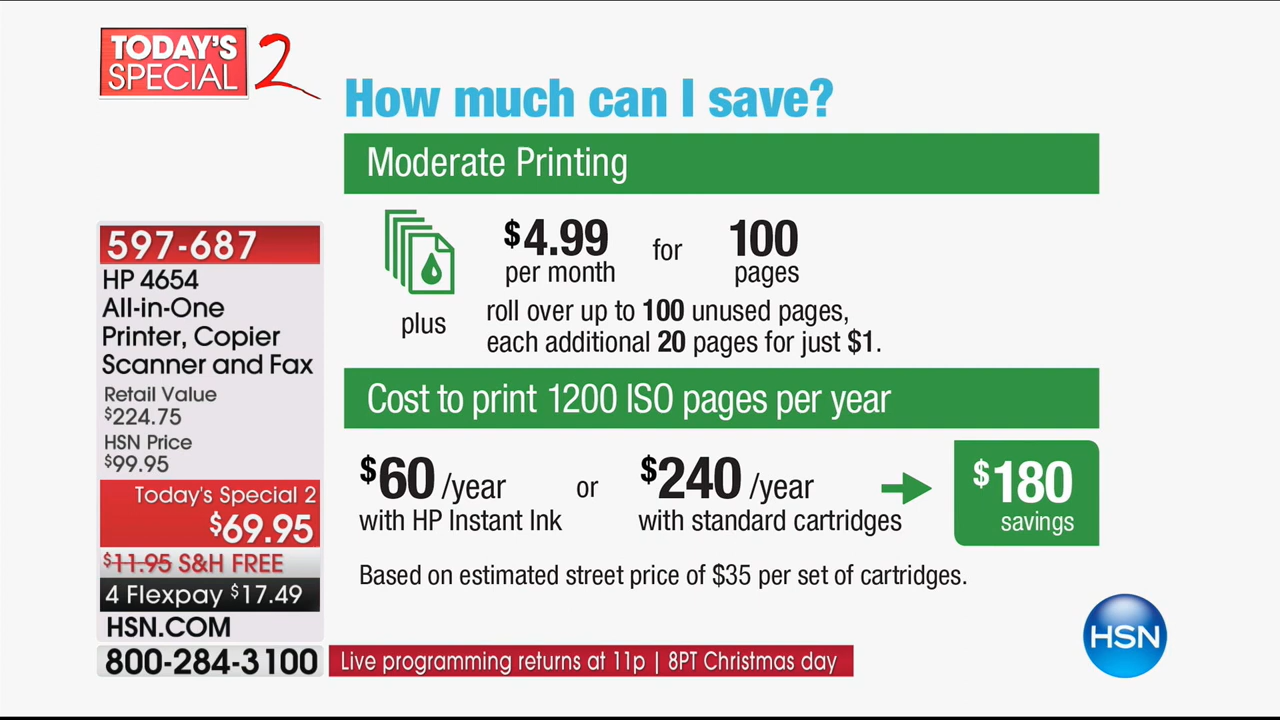 TODAY'S
SPECIAL 2
How much can I save?
Moderate Printing
$4.99 for 100
per month pages
plus
roll over up to 100 unused pages,
each additional 20 pages for just $1.
Cost to print 1200 ISO pages per year
$60 /year or $240 /year
with HP Instant Ink with standard cartridges
$180
savings
Based on estimated street price of $35 per set of cartridges.
597-687
HP 4654
All-in-One
Printer, Copier
Scanner and Fax
Retail Value
$224.75
HSN Price
$99.95
Today's Special 2
$69.95
$11.95 S&H FREE
4 Flexpay $17.49
HSN.COM
800-284-3100
Live programming returns at 11p | 8PT Christmas day
HSN